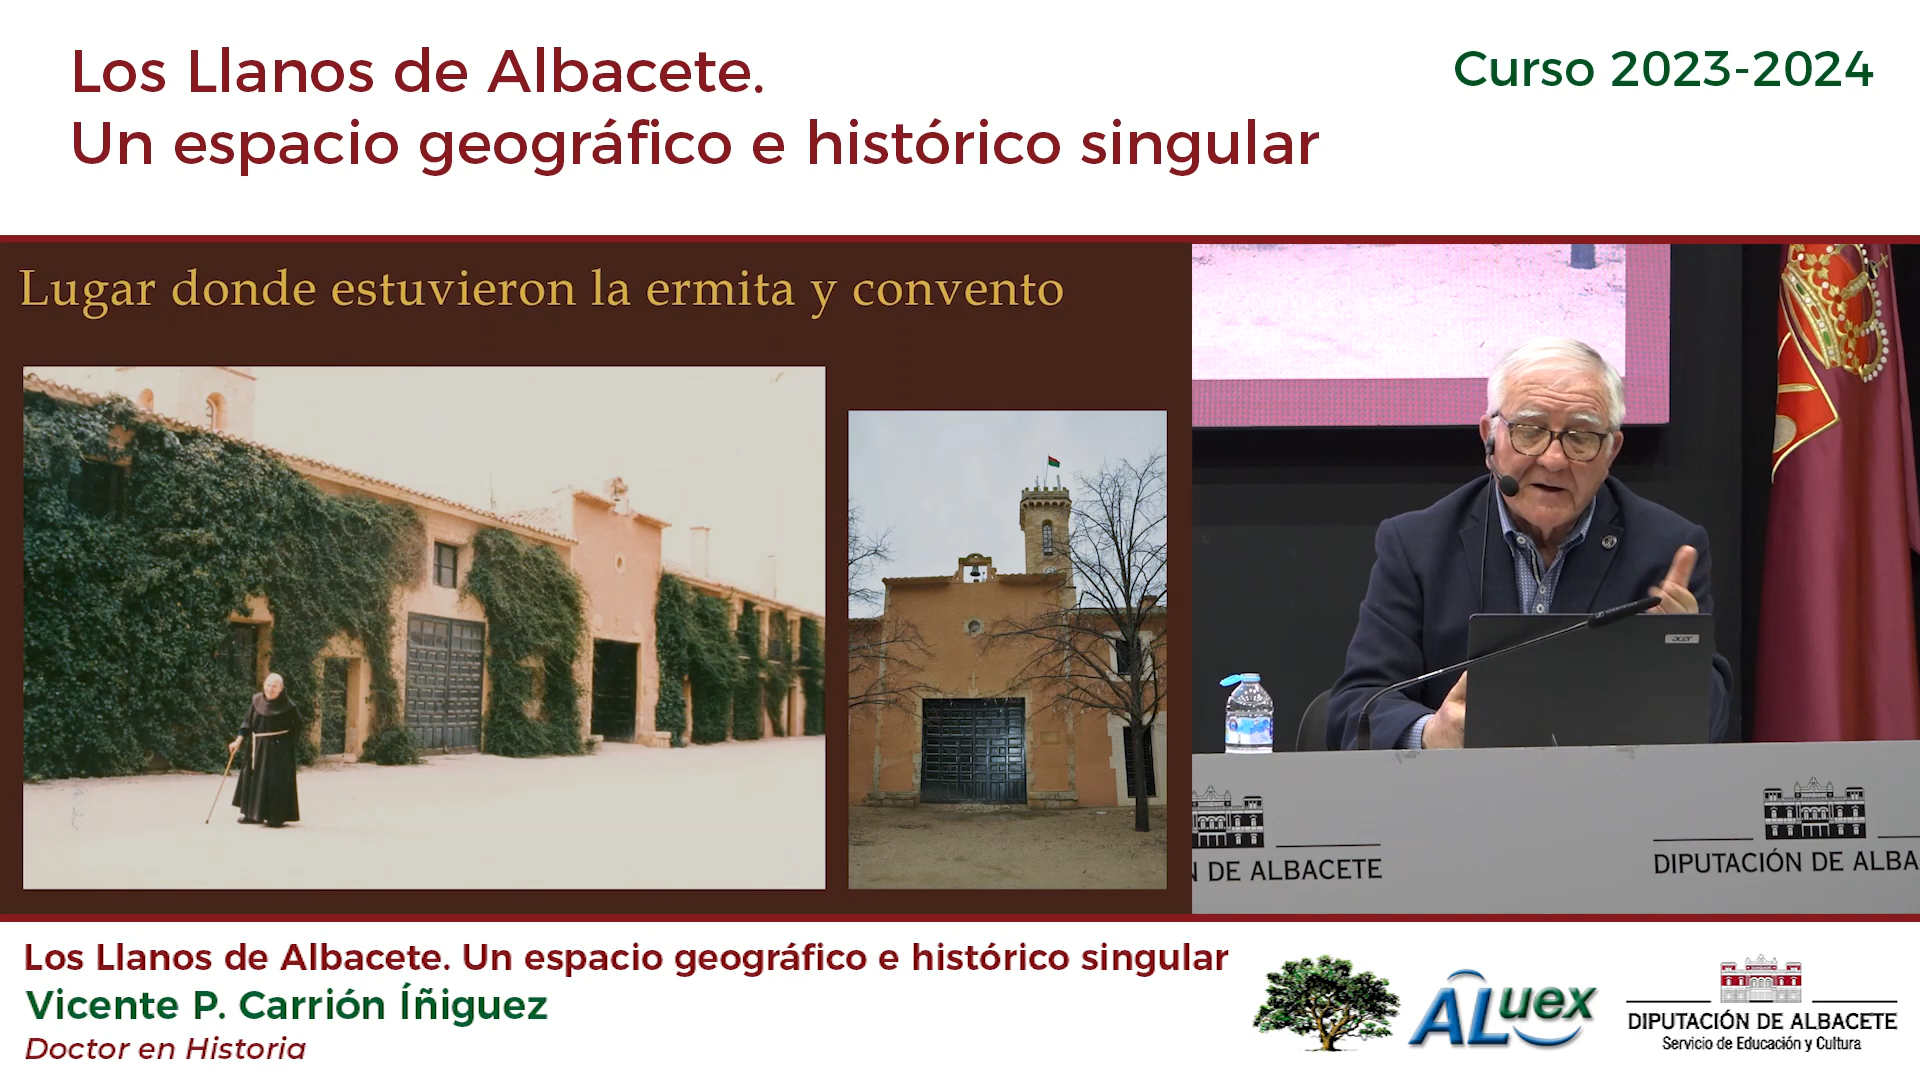 Los Llanos de Albacete.
Un espacio geográfico e histórico singular
Curso 2023-2024
Lugar donde estuvieron la ermita y convento
acer
N DE ALBACETE
DIPUTACIÓN DE ALBA
Los Llanos de Albacete. Un espacio geográfico e histórico singular
Vicente P. Carrión Íñiguez
Doctor en Historia
ALuex
DIPUTACIÓN DE ALBACETE
Servicio de Educación y Cultura